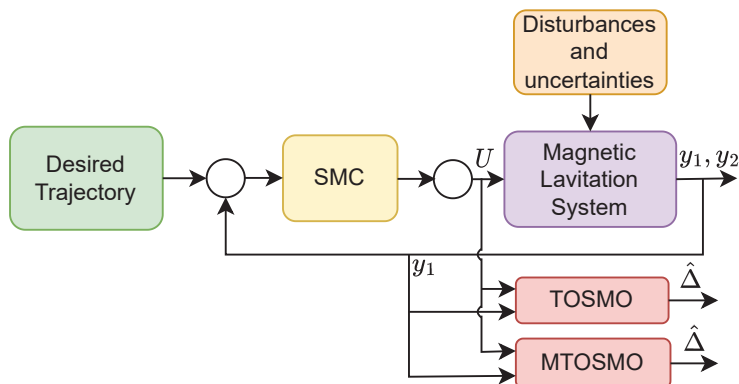 Disturbances
and
uncertainties
Desired
Trajectory
SMC
U
Magnetic
Lavitation
System
y₁, y₂
y₁
TOSMO
Δ̂
MTOSMO
Δ̂